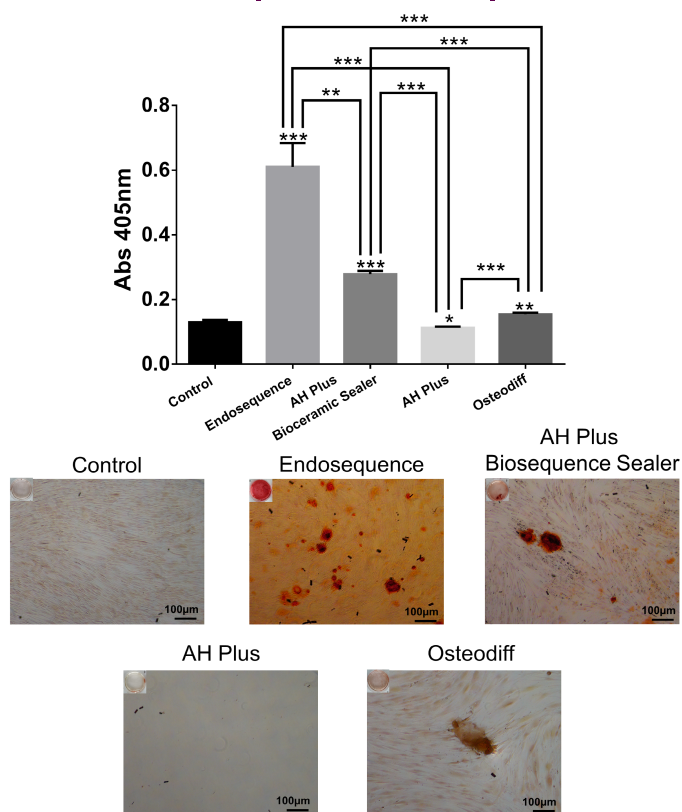 ***
***
***
**
***
0.8
0.6
0.4
0.2
0.0
Abs 405nm
***
***
*
**
***
Control
Endosequence
AH Plus
Bioceramic Sealer
AH Plus
Osteodiff
Control
Endosequence
AH Plus
Biosequence Sealer
100µm
100µm
100µm
AH Plus
Osteodiff
100µm
100µm